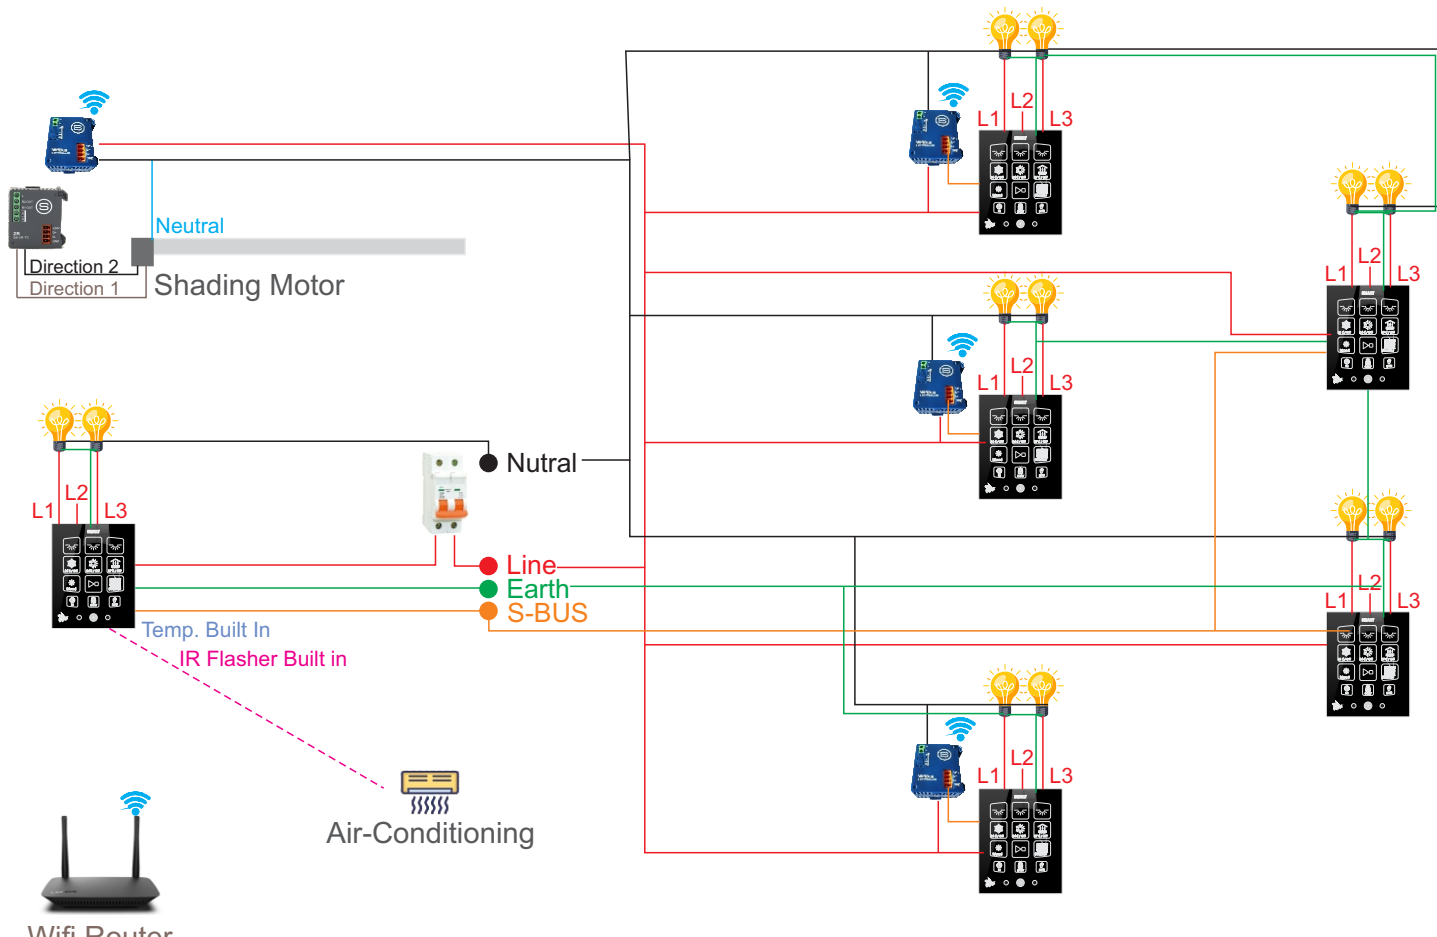 L2
L1
L3
Neutral
Direction 2
Direction 1
Shading Motor
L2
L1
L3
SMART
L2
L1
L3
Nutral
L2
L1
L3
Line
Earth
S-BUS
Temp. Built In
IR Flasher Built in
L2
L1
L3
SMART
L2
L1
L3
Air-Conditioning
Wifi Router